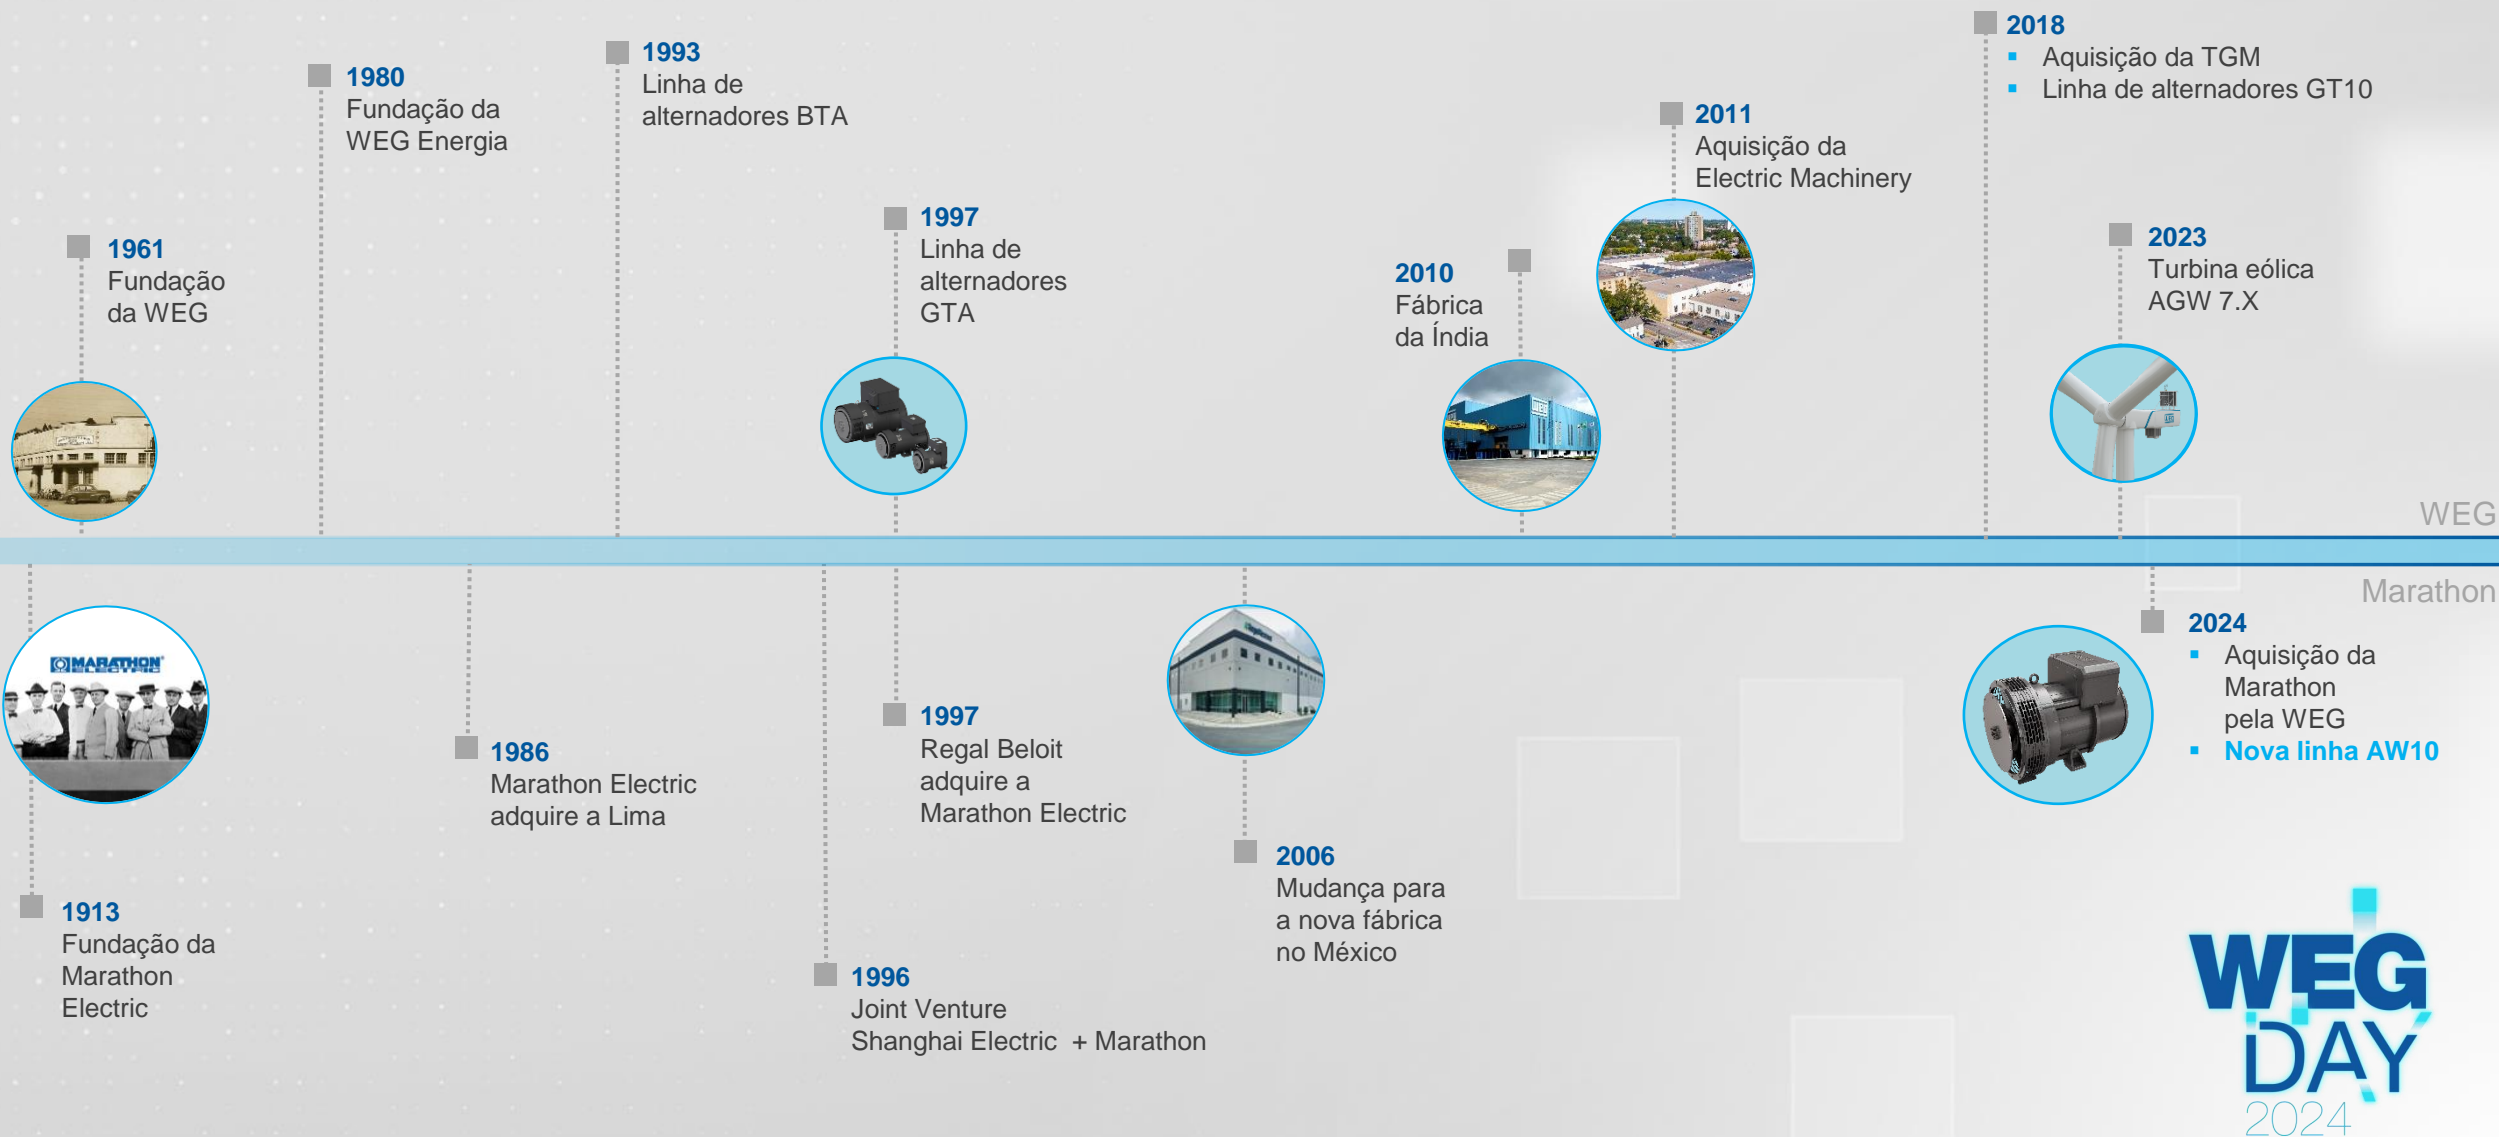 1961
Fundação
da WEG
1980
Fundação da
WEG Energia
1993
Linha de
alternadores BTA
1997
Linha de
alternadores
GTA
2010
Fábrica
da Índia
2011
Aquisição da
Electric Machinery
2018
Aquisição da TGM
Linha de alternadores GT10
2023
Turbina eólica
AGW 7.X
WEG
Marathon
MARATHON
ELECTRIC
1913
Fundação da
Marathon
Electric
1986
Marathon Electric
adquire a Lima
1996
Joint Venture
Shanghai Electric + Marathon
1997
Regal Beloit
adquire a
Marathon Electric
2006
Mudança para
a nova fábrica
no México
2024
Aquisição da
Marathon
pela WEG
Nova linha AW10
WEG
DAY
2024